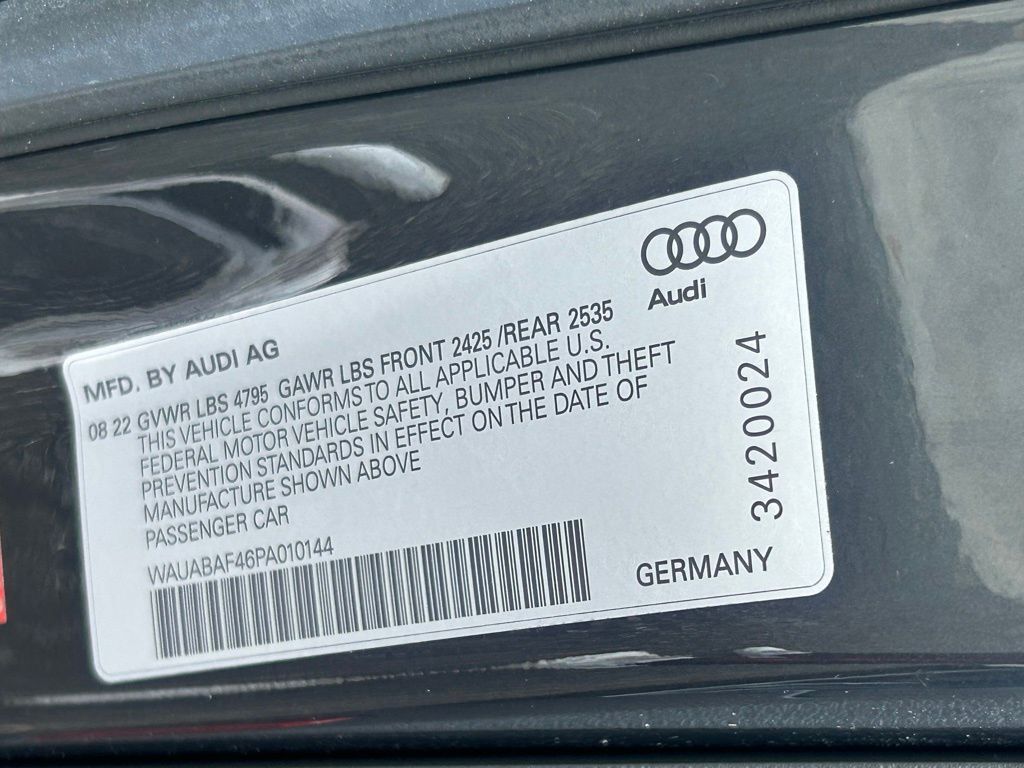 Audi
MFD. BY AUDI AG
08 22 GVWR LBS 4795 GAWR LBS FRONT 2425 /REAR 2535
THIS VEHICLE CONFORMS TO ALL APPLICABLE U.S.
FEDERAL MOTOR VEHICLE SAFETY, BUMPER AND THEFT
PREVENTION STANDARDS IN EFFECT ON THE DATE OF
MANUFACTURE SHOWN ABOVE
PASSENGER CAR
WAUABAF46PA010144
GERMANY
3420024